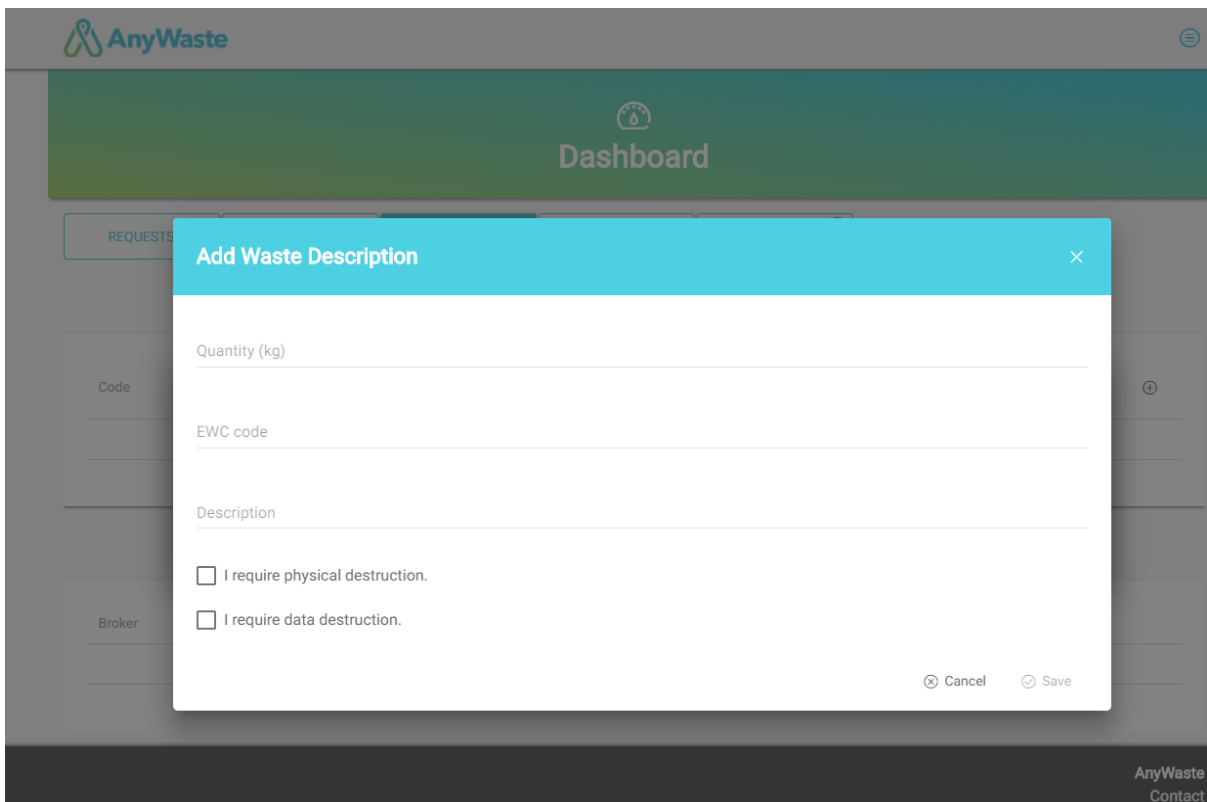 AnyWaste
Dashboard
REQUESTS
Add Waste Description
Quantity (kg)
Code
EWC code
Description
I require physical destruction.
I require data destruction.
Broker
Cancel
Save
AnyWaste
Contact